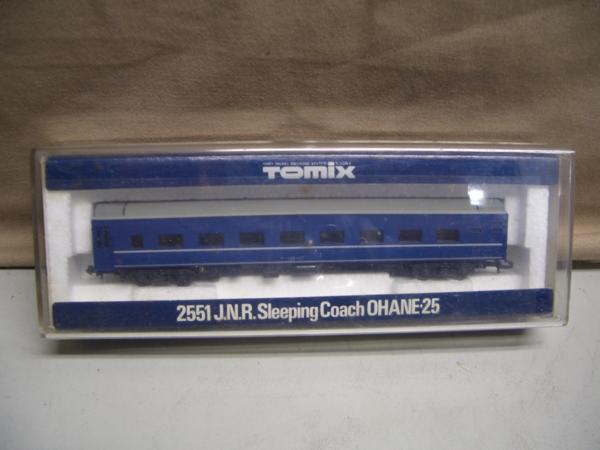 TOMIX
2551 J.N.R. Sleeping Coach OHANE-25